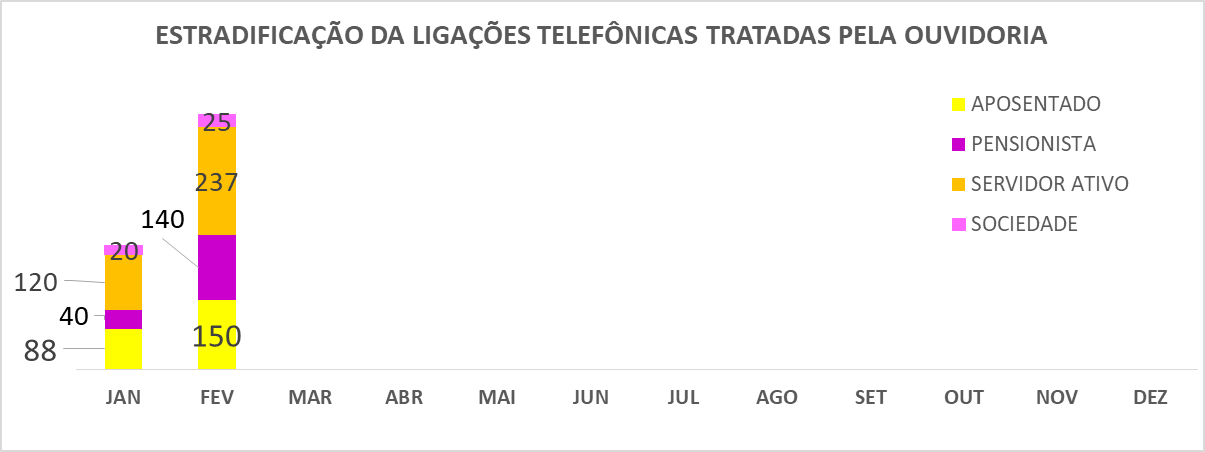 ESTRADIFICAÇÃO DA LIGAÇÕES TELEFÔNICAS TRATADAS PELA OUVIDORIA
APOSENTADO
PENSIONISTA
SERVIDOR ATIVO
SOCIEDADE
25
237
140
150
20
120
40
88
JAN FEV MAR ABR MAI JUN JUL AGO SET OUT NOV DEZ